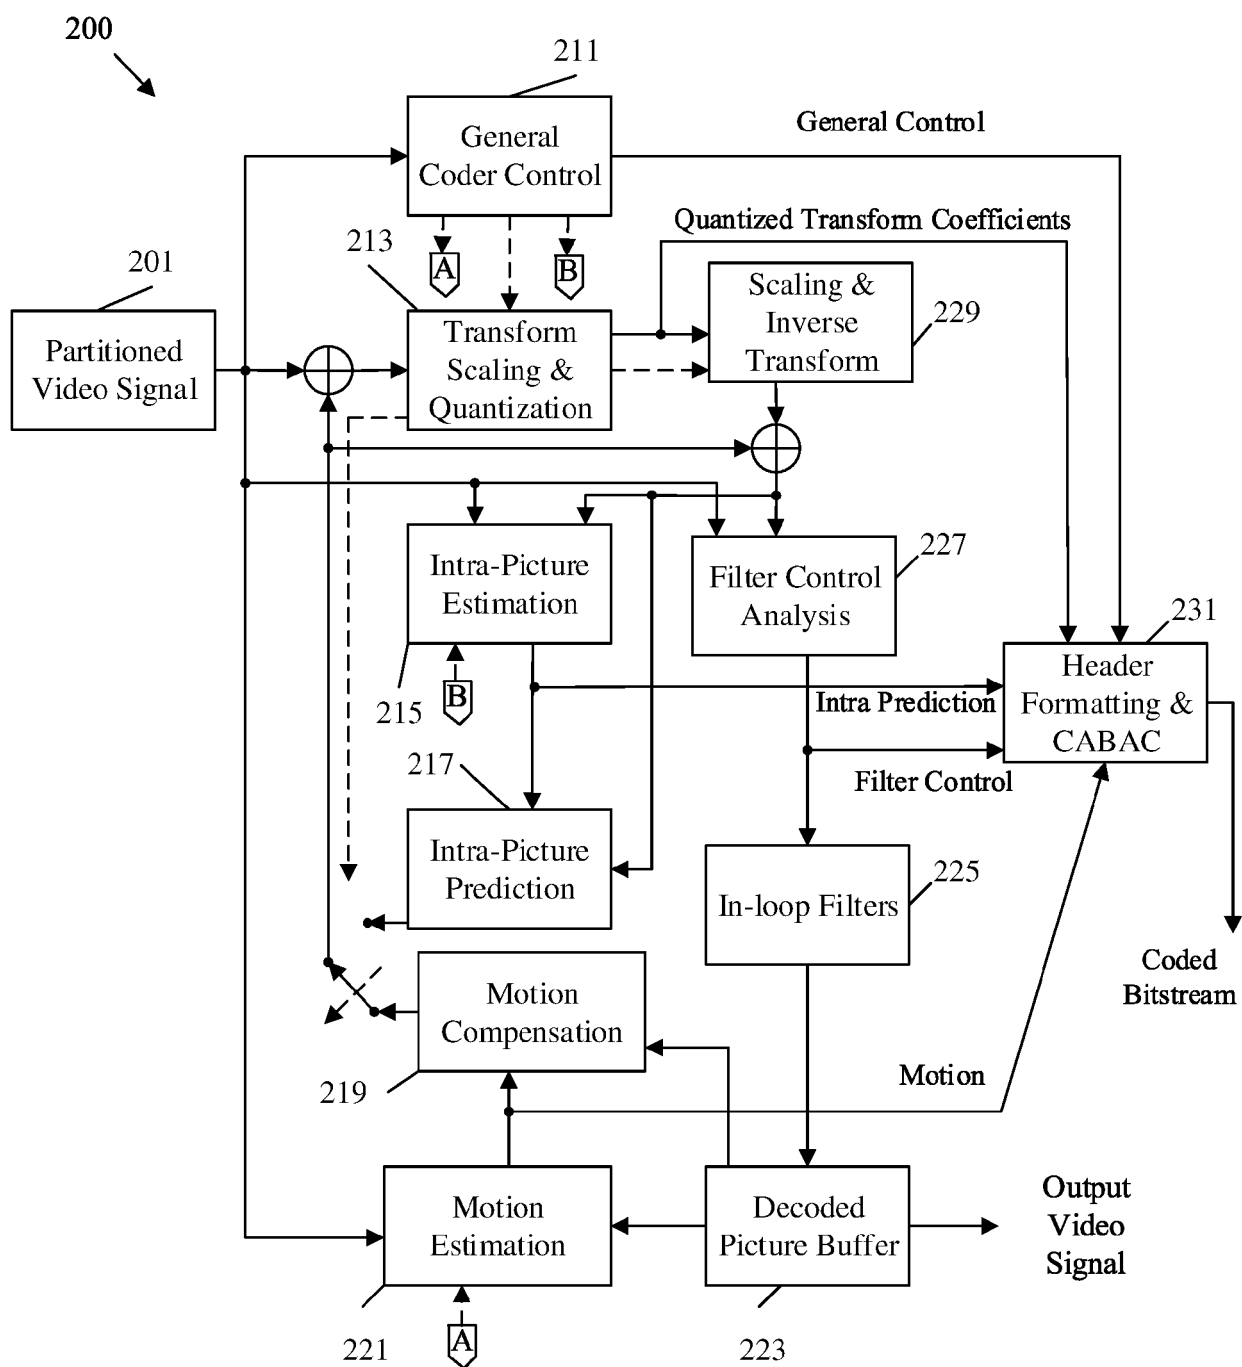 200
211
General
Coder Control
General Control
Quantized Transform Coefficients
A
B
213
201
Partitioned
Video Signal
Transform
Scaling &
Quantization
Scaling &
Inverse
Transform
229
Intra-Picture
Estimation
215
B
Filter Control
Analysis
227
231
Header
Formatting &
CABAC
Intra Prediction
Filter Control
217
Intra-Picture
Prediction
In-loop Filters
225
Coded
Bitstream
Motion
Compensation
219
Motion
Motion
Estimation
221
A
Decoded
Picture Buffer
223
Output
Video
Signal